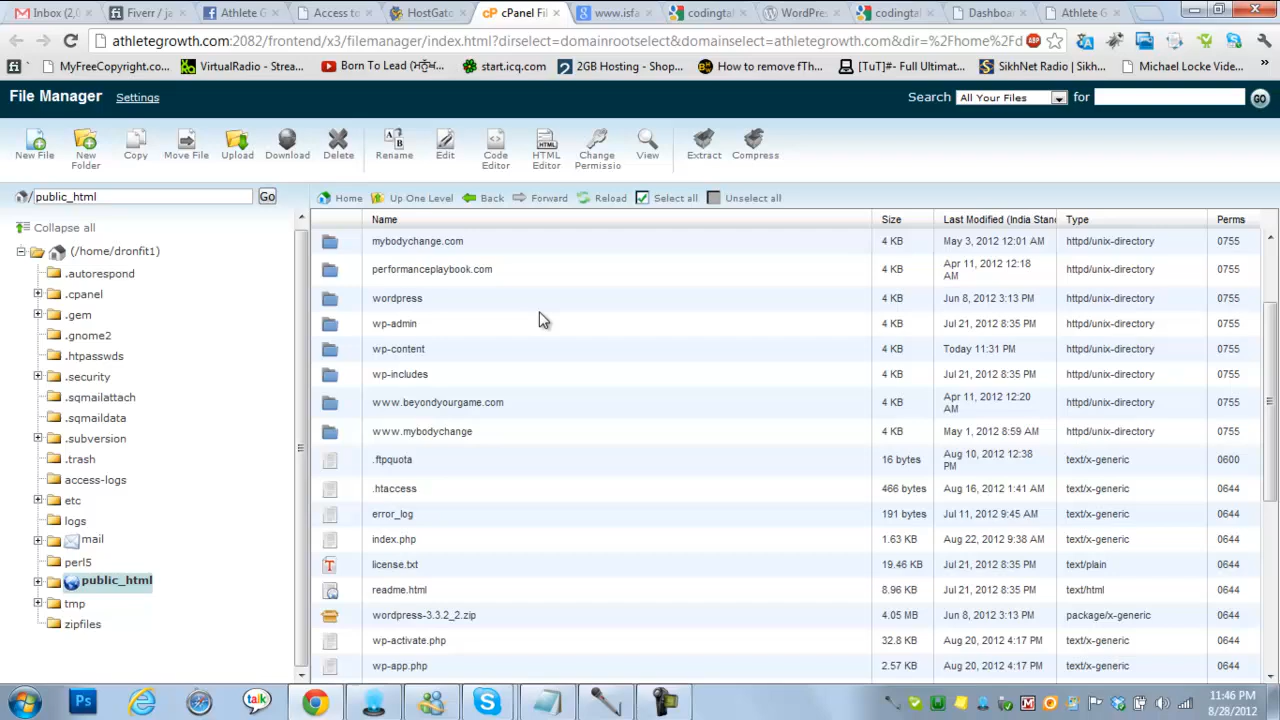 Inbox (2,0
Fiverr / ja
Athlete G
Access to
HostGato
cPanel Fi
www.isfa
codingtal
WordPre
codingtal
Dashboa
Athlete G
athletegrowth.com:2082/frontend/x3/filemanager/index.html?dirselect=domainrootselect&domainselect=athletegrowth.com&dir=%2Fhome%2Fd
MyFreeCopyright.co...
VirtualRadio - Strea...
start.icq.com
2GB Hosting - Shop...
How to remove fTh...
[TuT]# - Full Ultimat...
SikhNet Radio | Sikh...
Michael Locke Vide...
File Manager Settings
Search All Your Files for GO
New File
New Folder
Copy
Move File
Upload
Download
Delete
Rename
Edit
Code Editor
HTML Editor
Change Permissio
View
Extract
Compress
/public_html Go
Home Up One Level Back Forward Reload Select all Unselect all
Collapse all
(/home/dronfit1)
.autorespond
.cpanel
.gem
.gnome2
.htpasswds
.security
.sqmailattach
.sqmaildata
.subversion
.trash
access-logs
etc
logs
mail
perl5
public_html
tmp
zipfiles
Name Size Last Modified (India Stanc Type Perms
mybodychange.com 4 KB May 3, 2012 12:01 AM httpd/unix-directory 0755
performanceplaybook.com 4 KB Apr 11, 2012 12:18 AM httpd/unix-directory 0755
wordpress 4 KB Jun 8, 2012 3:13 PM httpd/unix-directory 0755
wp-admin 4 KB Jul 21, 2012 8:35 PM httpd/unix-directory 0755
wp-content 4 KB Today 11:31 PM httpd/unix-directory 0755
wp-includes 4 KB Jul 21, 2012 8:35 PM httpd/unix-directory 0755
www.beyondyourgame.com 4 KB Apr 11, 2012 12:20 AM httpd/unix-directory 0755
www.mybodychange 4 KB May 1, 2012 8:59 AM httpd/unix-directory 0755
.ftpquota 16 bytes Aug 10, 2012 12:38 PM text/x-generic 0600
.htaccess 466 bytes Aug 16, 2012 1:41 AM text/x-generic 0644
error_log 191 bytes Jul 11, 2012 9:45 AM text/x-generic 0644
index.php 1.63 KB Aug 22, 2012 9:38 AM text/x-generic 0644
license.txt 19.46 KB Jul 21, 2012 8:35 PM text/plain 0644
readme.html 8.96 KB Jul 21, 2012 8:35 PM text/html 0644
wordpress-3.3.2_2.zip 4.05 MB Jun 8, 2012 3:13 PM package/x-generic 0644
wp-activate.php 32.8 KB Aug 20, 2012 4:17 PM text/x-generic 0644
wp-app.php 2.57 KB Aug 20, 2012 4:17 PM text/x-generic 0644
Ps
talk
11:46 PM
8/28/2012